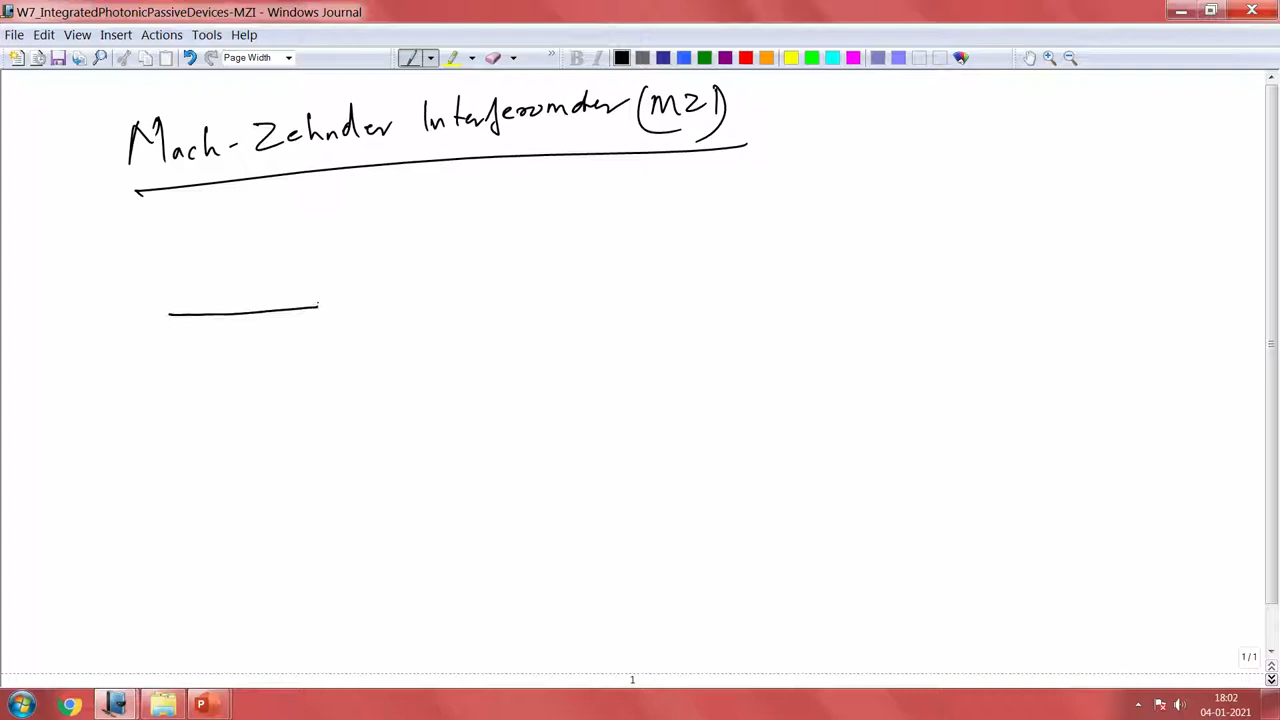 W7_IntegratedPhotonicPassiveDevices-MZI - Windows Journal
File Edit View Insert Actions Tools Help
Page Width
B I
Mach-Zehnder Interferometer (MZI)
1/1
1
18:02
04-01-2021